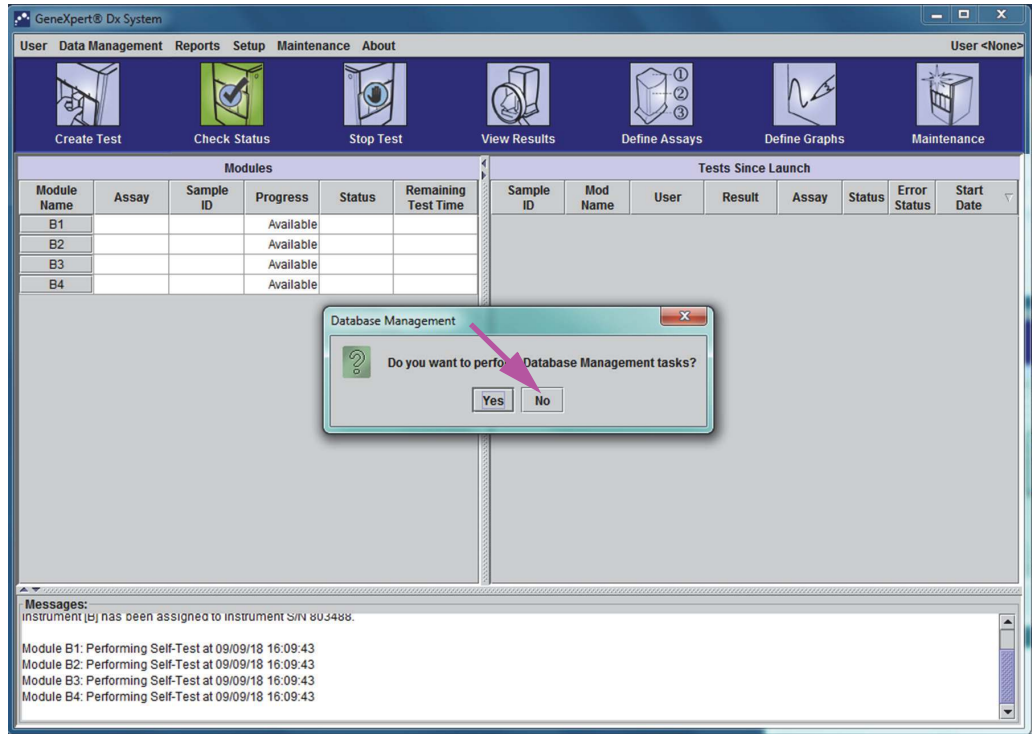 GeneXpert® Dx System
User Data Management Reports Setup Maintenance About User <None>
Create Test Check Status Stop Test View Results Define Assays Define Graphs Maintenance
Modules
Module Name Assay Sample ID Progress Status Remaining Test Time
B1 Available
B2 Available
B3 Available
B4 Available
Tests Since Launch
Sample ID Mod Name User Result Assay Status Error Status Start Date
Database Management
Do you want to perform Database Management tasks?
Yes No
Messages:
Instrument [B] has been assigned to Instrument S/N 803488.
Module B1: Performing Self-Test at 09/09/18 16:09:43
Module B2: Performing Self-Test at 09/09/18 16:09:43
Module B3: Performing Self-Test at 09/09/18 16:09:43
Module B4: Performing Self-Test at 09/09/18 16:09:43